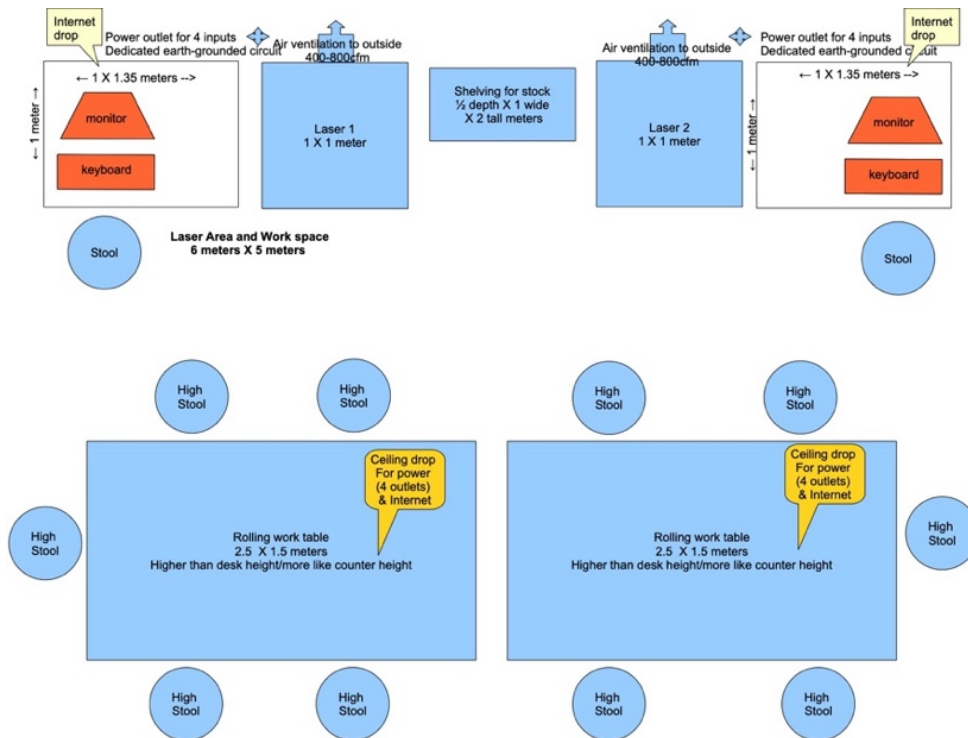 Internet
drop
Power outlet for 4 inputs
Dedicated earth-grounded circuit
Air ventilation to outside
400-800cfm
Air ventilation to outside
400-800cfm
Power outlet for 4 inputs
Dedicated earth-grounded circuit
Internet
drop
← 1 X 1.35 meters -->
← 1 meter →
monitor
keyboard
Laser 1
1 X 1 meter
Shelving for stock
½ depth X 1 wide
X 2 tall meters
Laser 2
1 X 1 meter
← 1 meter→
← 1 X 1.35 meters -->
monitor
keyboard
Stool
Laser Area and Work space
6 meters X 5 meters
Stool
High
Stool
High
Stool
High
Stool
High
Stool
Ceiling drop
For power
(4 outlets)
& Internet
Ceiling drop
For power
(4 outlets)
& Internet
High
Stool
Rolling work table
2.5 X 1.5 meters
Higher than desk height/more like counter height
Rolling work table
2.5 X 1.5 meters
Higher than desk height/more like counter height
High
Stool
High
Stool
High
Stool
High
Stool
High
Stool